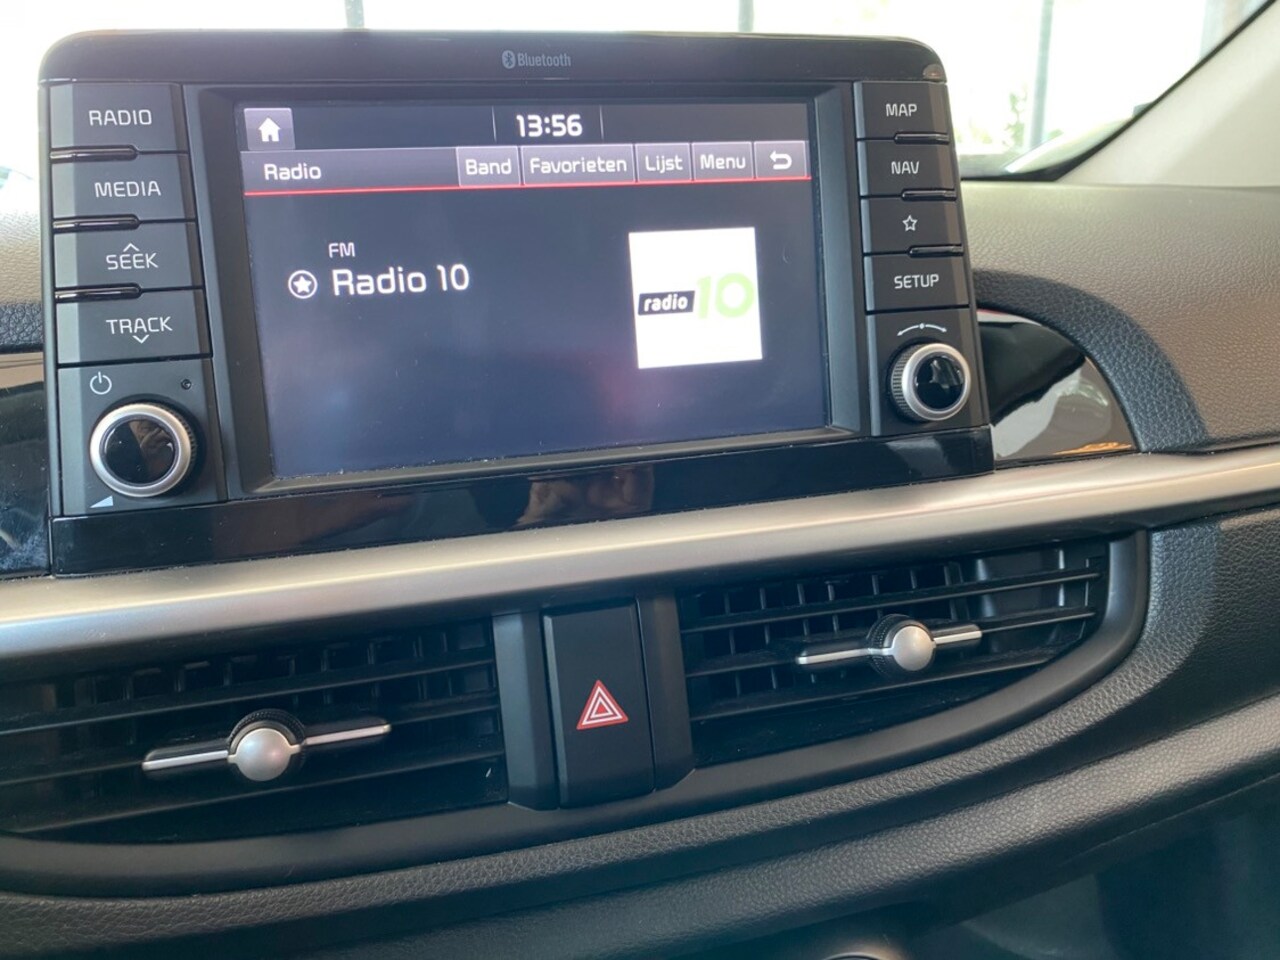 Bluetooth
RADIO
MEDIA
SEEK
TRACK
13:56
Radio
Band
Favorieten
Lijst
Menu
FM
Radio 10
radio 10
MAP
NAV
SETUP